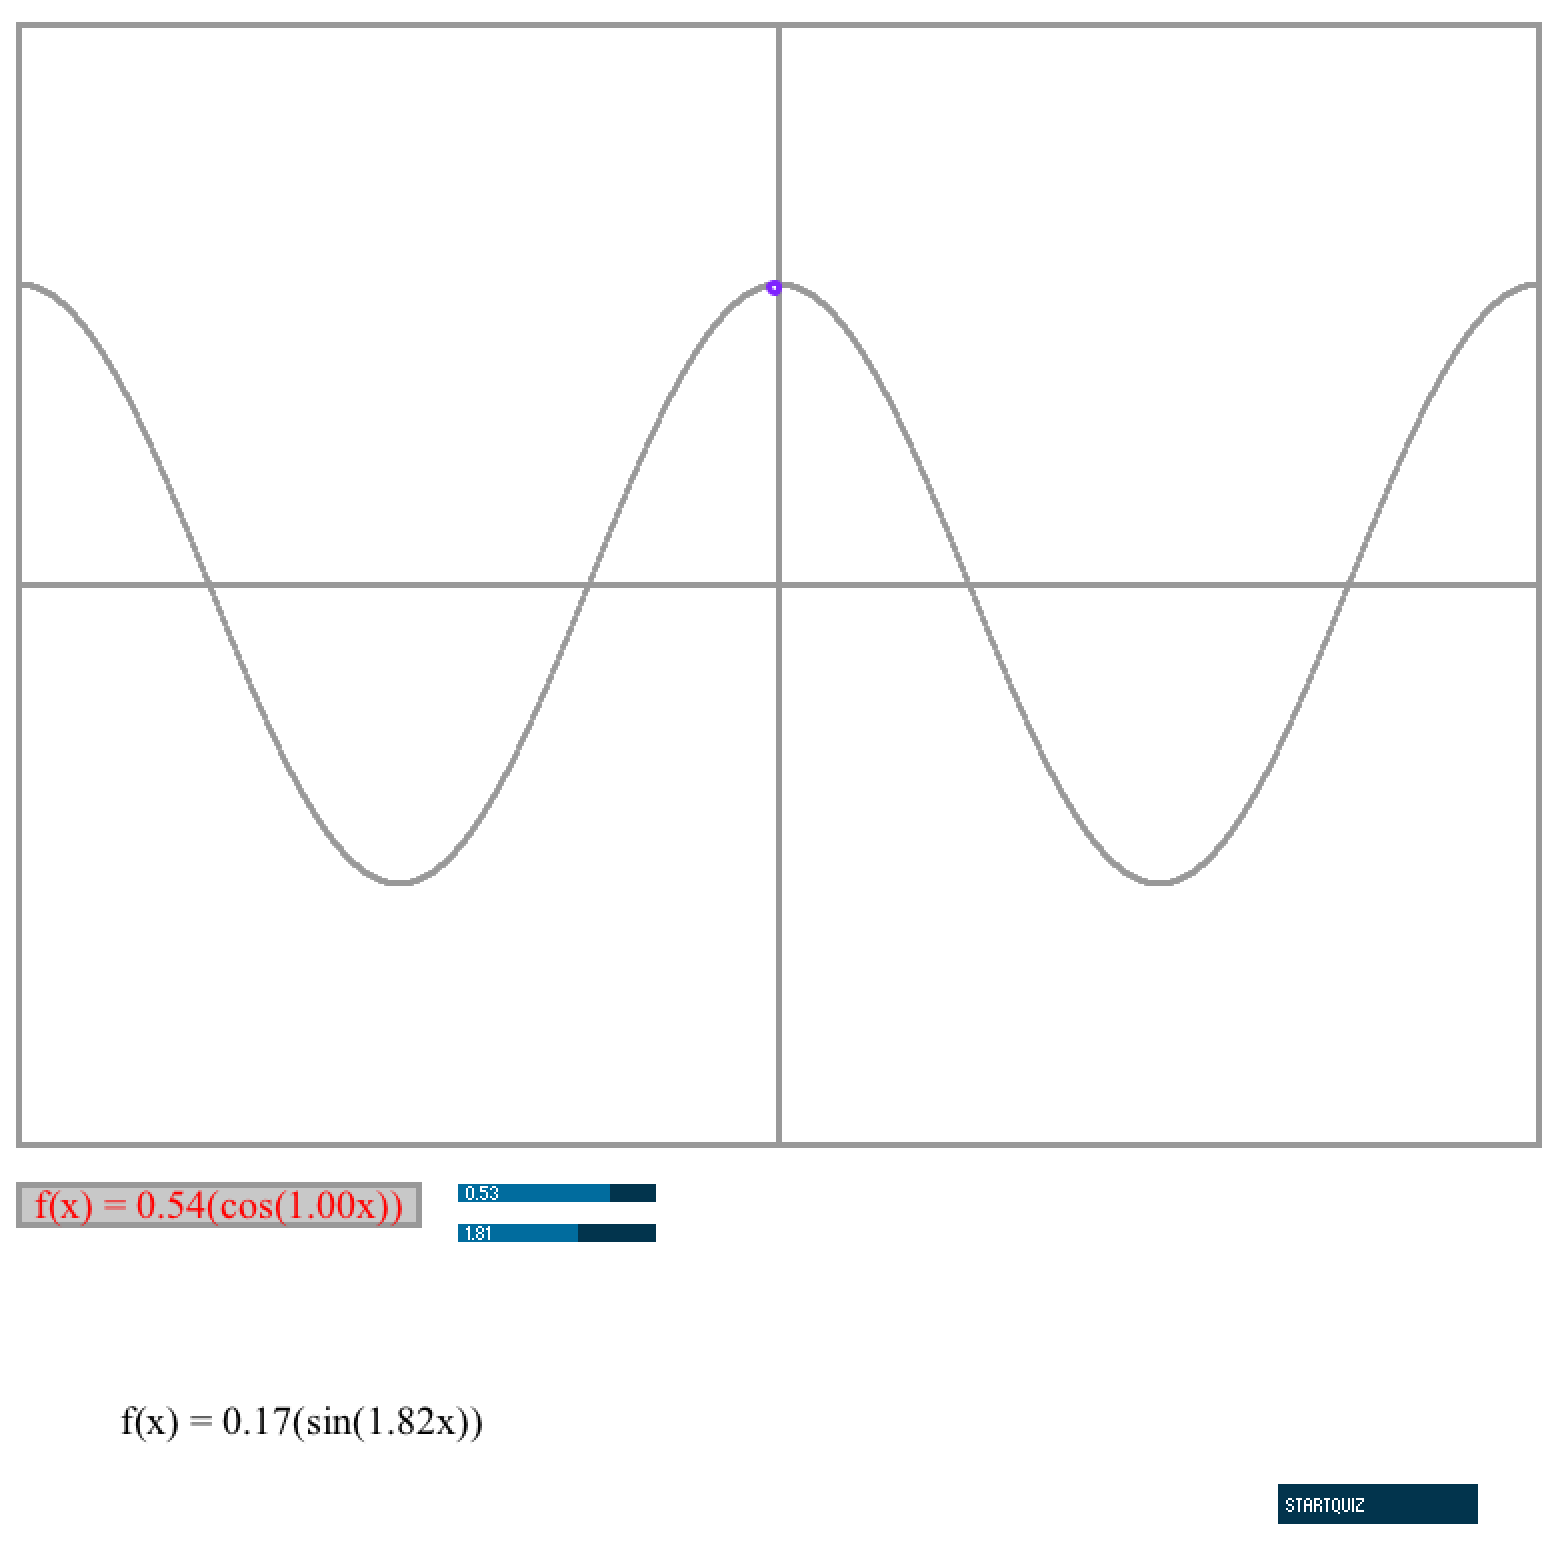 f(x) = 0.54(cos(1.00x))
0.53
1.81
f(x) = 0.17(sin(1.82x))
STARTQUIZ